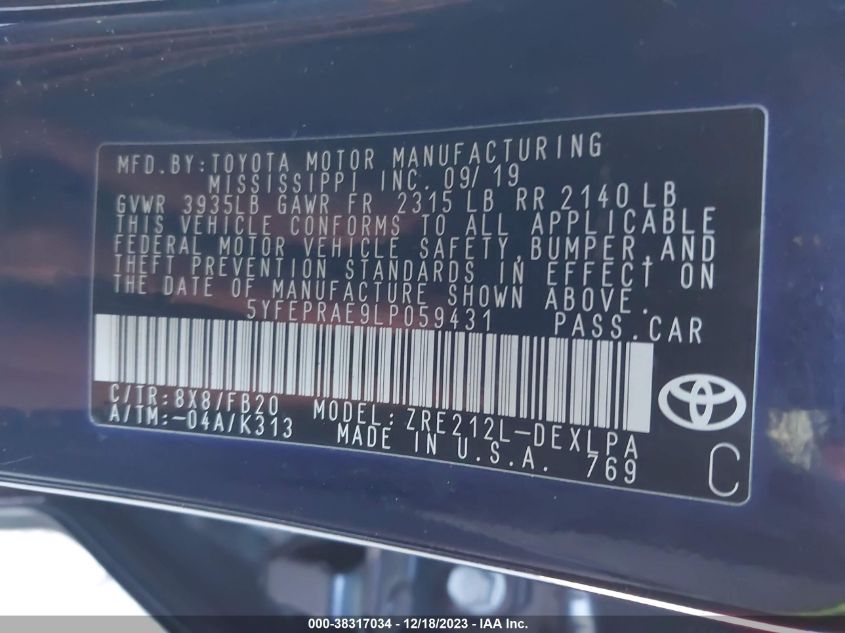 MFD.BY:TOYOTA MOTOR MANUFACTURING
MISSISSIPPI INC. 09/19
GVWR 3935LB GAWR FR 2315LB RR 2140LB
THIS VEHICLE CONFORMS TO ALL APPLICABLE
FEDERAL MOTOR VEHICLE SAFETY,BUMPER,AND
THEFT PREVENTION STANDARDS IN EFFECT ON
THE DATE OF MANUFACTURE SHOWN ABOVE.
5YFEPRAE9LP059431 PASS.CAR
C/TR:8X8/FB20 MODEL:ZRE212L-DEXLPA
A/TM:-04A/K313 MADE IN U.S.A. 769
C
000-38317034 - 12/18/2023 - IAA Inc.